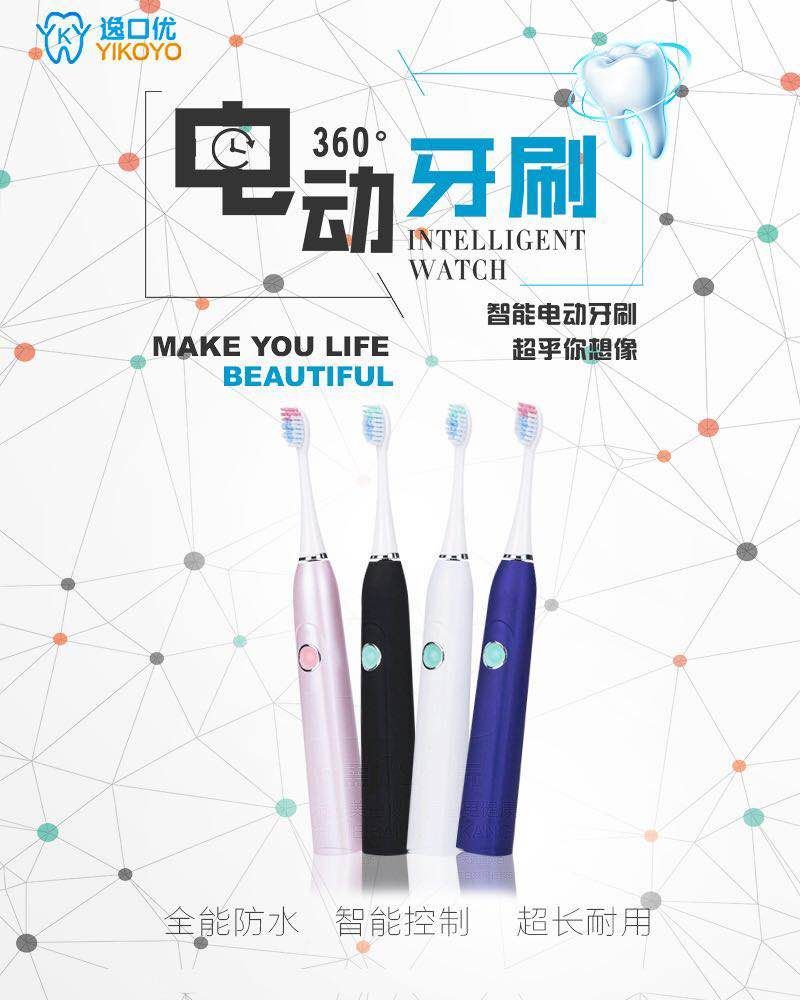 逸口优
YIKOYO
电动牙刷
360°
INTELLIGENT
WATCH
智能电动牙刷
超乎你想像
MAKE YOU LIFE
BEAUTIFUL
全能防水 智能控制 超长耐用